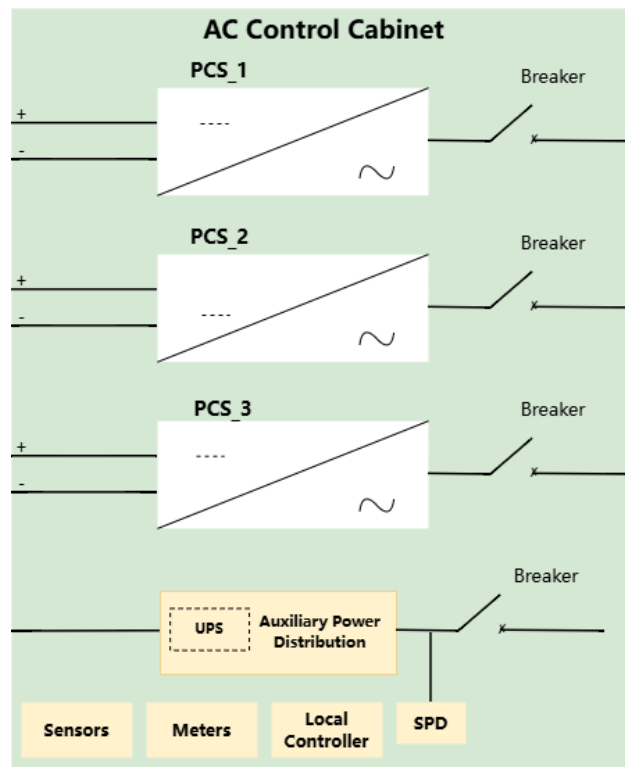 AC Control Cabinet
PCS_1
Breaker
+
-
PCS_2
Breaker
+
-
PCS_3
Breaker
+
-
Breaker
UPS
Auxiliary Power
Distribution
Sensors
Meters
Local
Controller
SPD